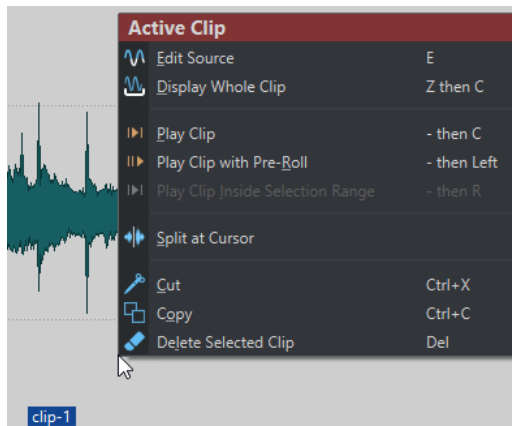 Active Clip
Edit Source E
Display Whole Clip Z then C
Play Clip - then C
Play Clip with Pre-Roll - then Left
Play Clip Inside Selection Range - then R
Split at Cursor
Cut Ctrl+X
Copy Ctrl+C
Delete Selected Clip Del
clip-1